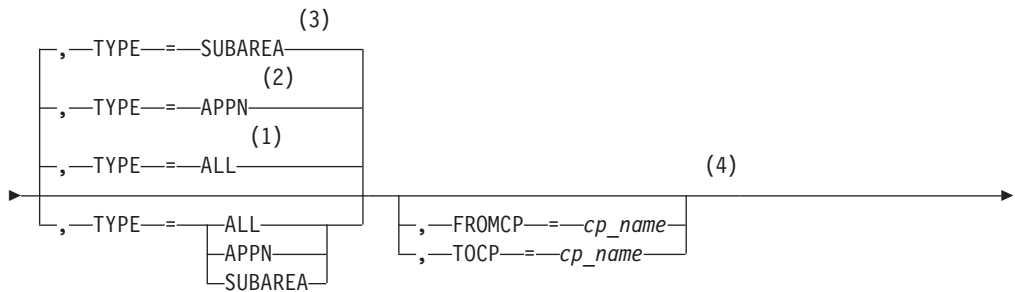 (3)
, TYPE = SUBAREA
(2)
, TYPE = APPN
(1)
, TYPE = ALL
(4)
, TYPE = ALL
APPN
SUBAREA
, FROMCP = cp_name
, TOCP = cp_name